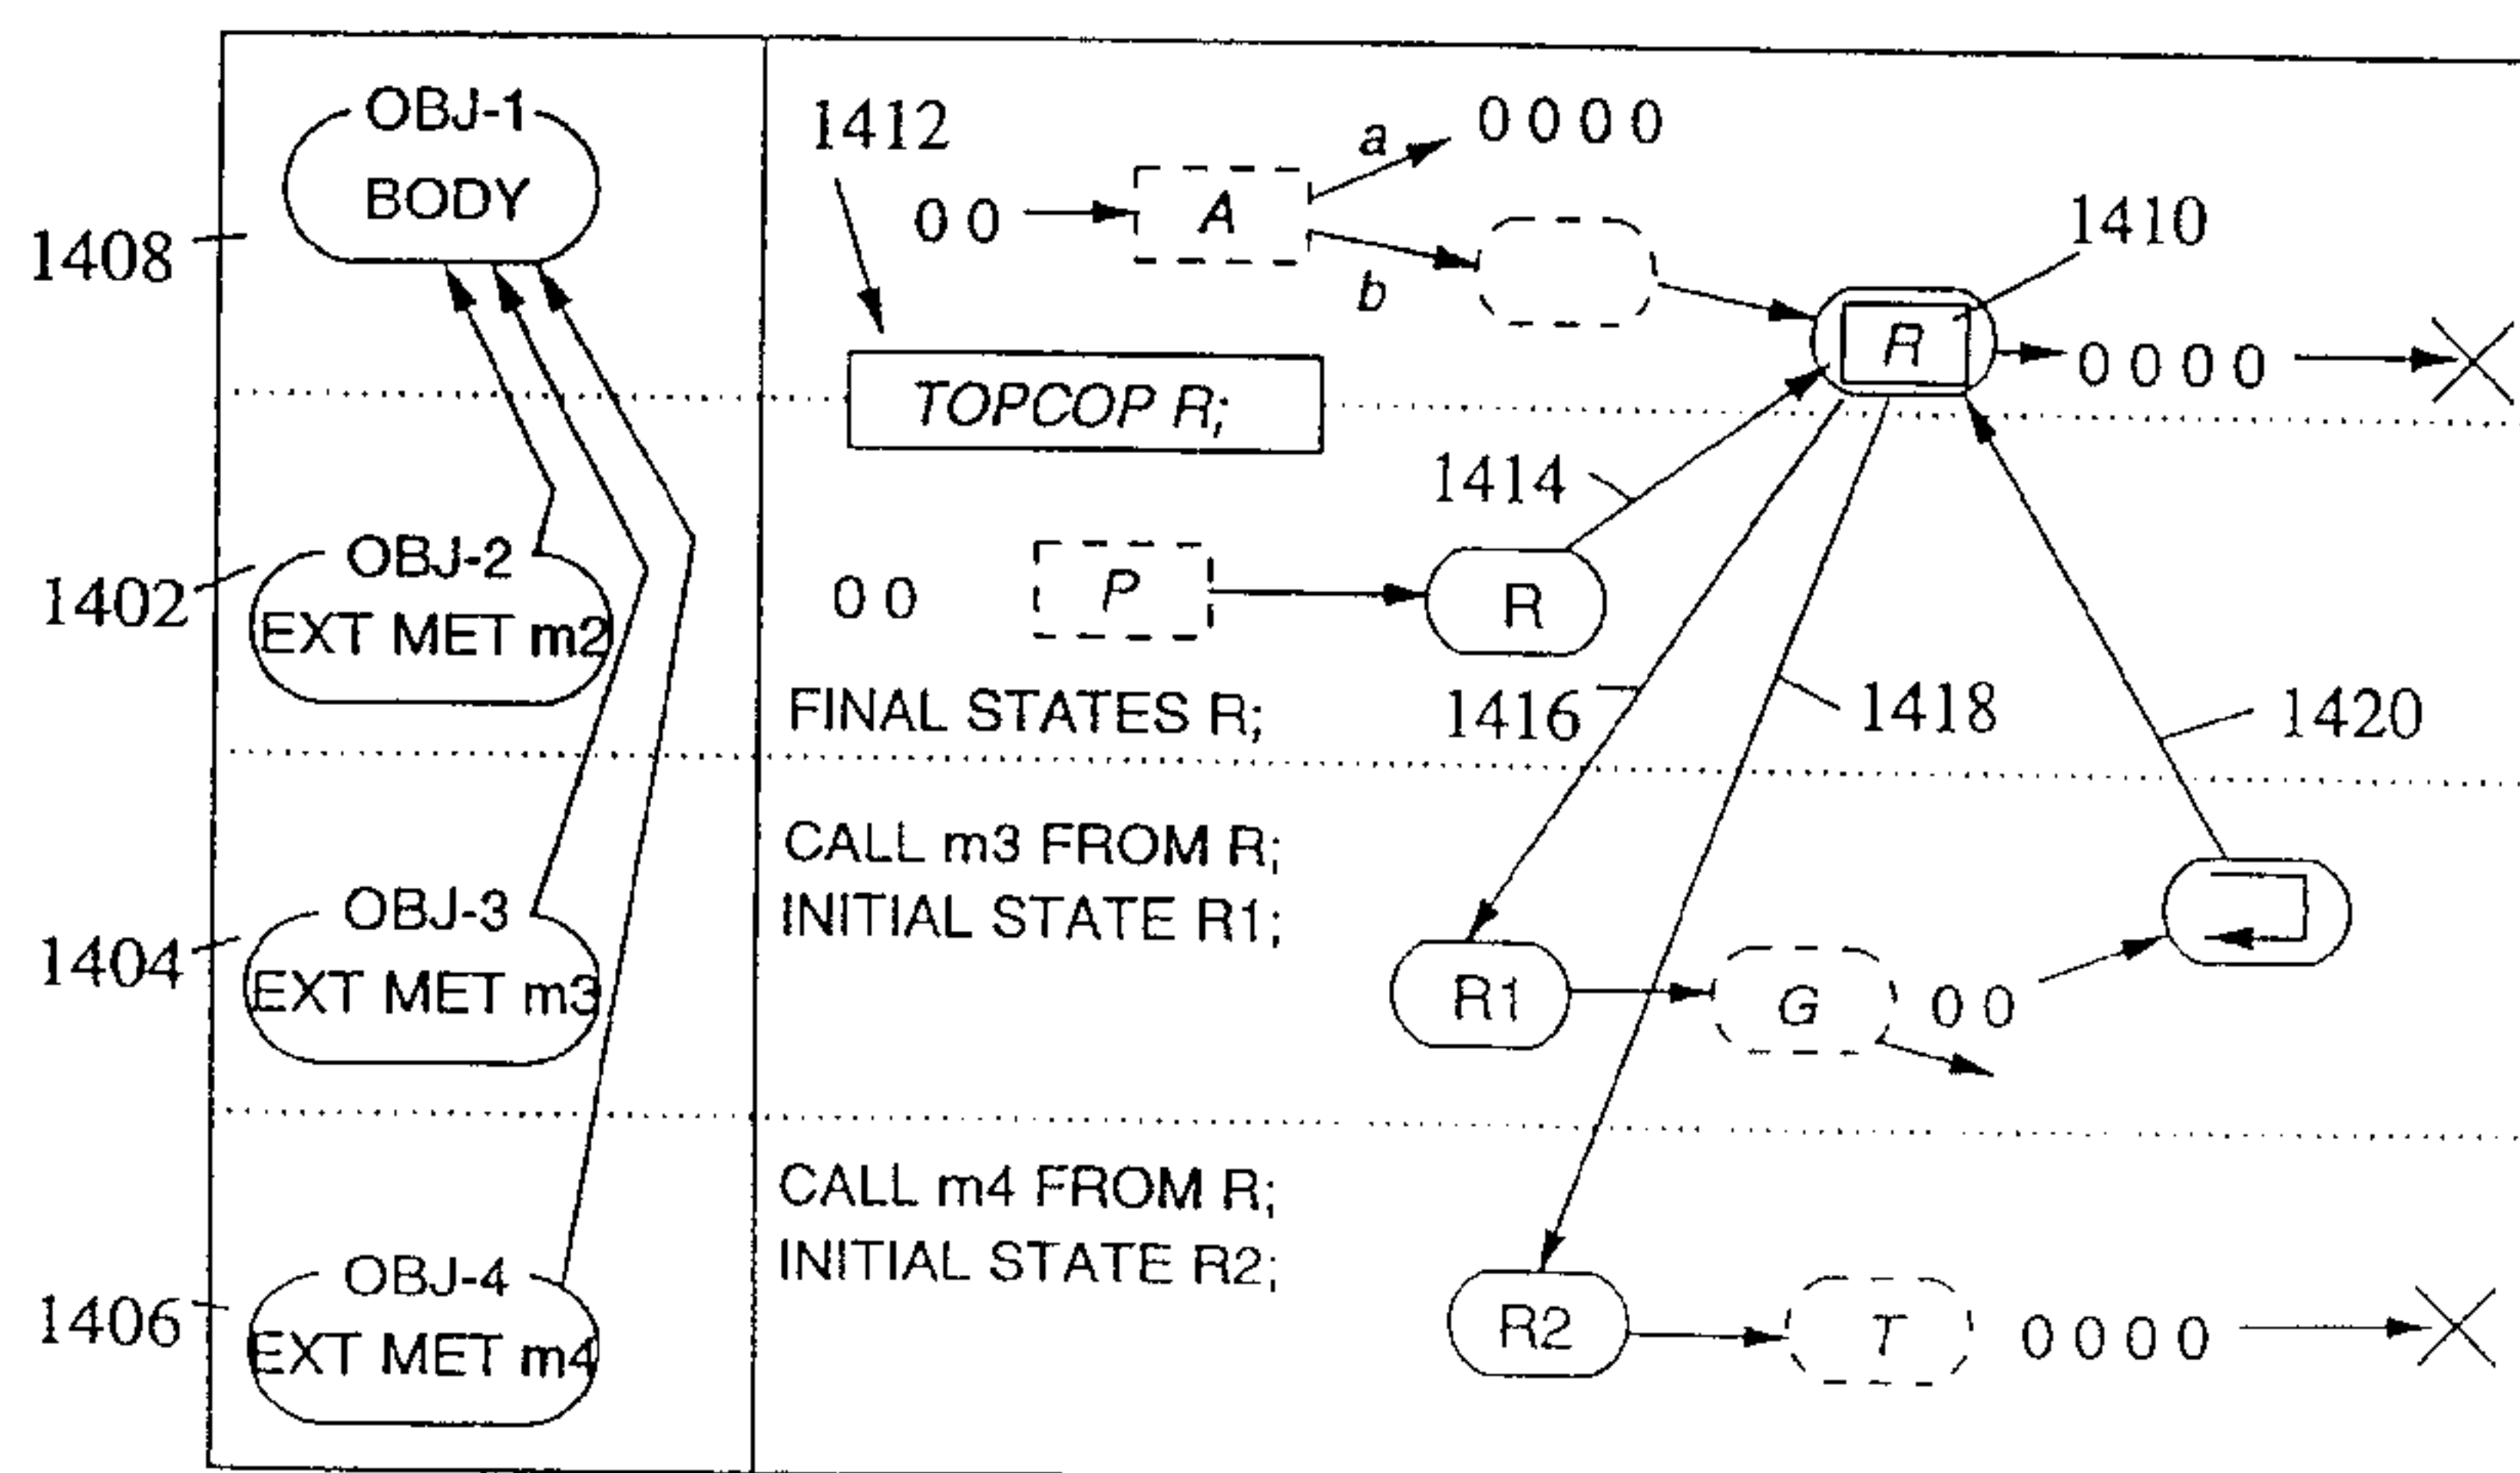 OBJ-1
BODY
1408
1412
0 0
A
a
0 0 0 0
b
1410
R
0 0 0 0
TOPCOP R;
1414
OBJ-2
EXT MET m2
1402
0 0
P
R
FINAL STATES R;
1416
1418
1420
CALL m3 FROM R;
INITIAL STATE R1;
OBJ-3
EXT MET m3
1404
R1
G
0 0
CALL m4 FROM R;
INITIAL STATE R2;
OBJ-4
EXT MET m4
1406
R2
T
0 0 0 0